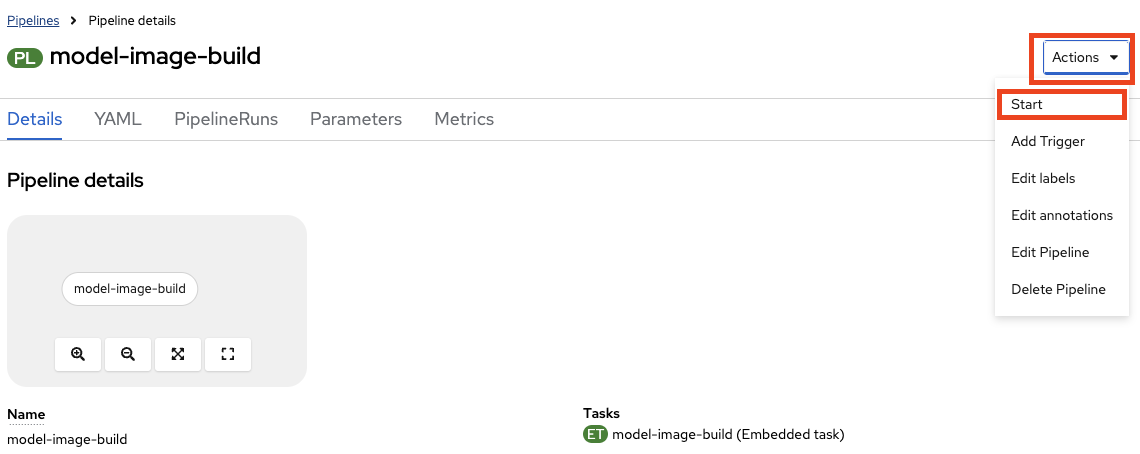 Pipelines > Pipeline details
PL model-image-build
Actions
Start
Add Trigger
Edit labels
Edit annotations
Edit Pipeline
Delete Pipeline
Details YAML PipelineRuns Parameters Metrics
Pipeline details
model-image-build
Name
model-image-build
Tasks
ET model-image-build (Embedded task)